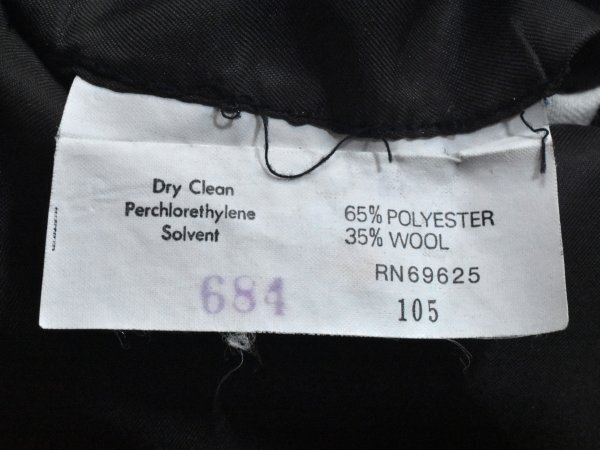 Dry Clean
Perchlorethylene
Solvent
684
65% POLYESTER
35% WOOL
RN69625
105